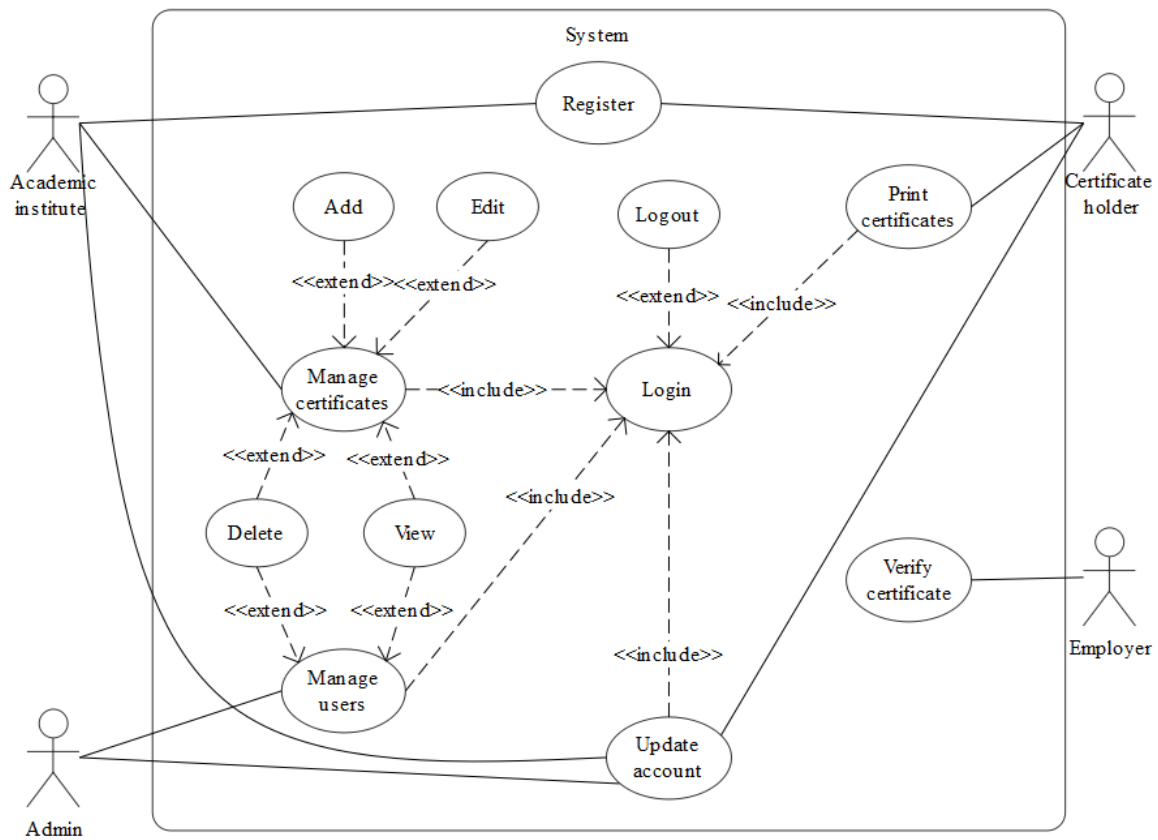 System
Register
Academic
institute
Certificate
holder
Add
Edit
Logout
Print
certificates
<<extend>>
<<extend>>
<<extend>>
<<include>>
Manage
certificates
<<include>>
Login
<<extend>>
<<extend>>
<<include>>
Delete
View
Verify
certificate
<<extend>>
<<extend>>
Employer
<<include>>
Manage
users
Update
account
Admin